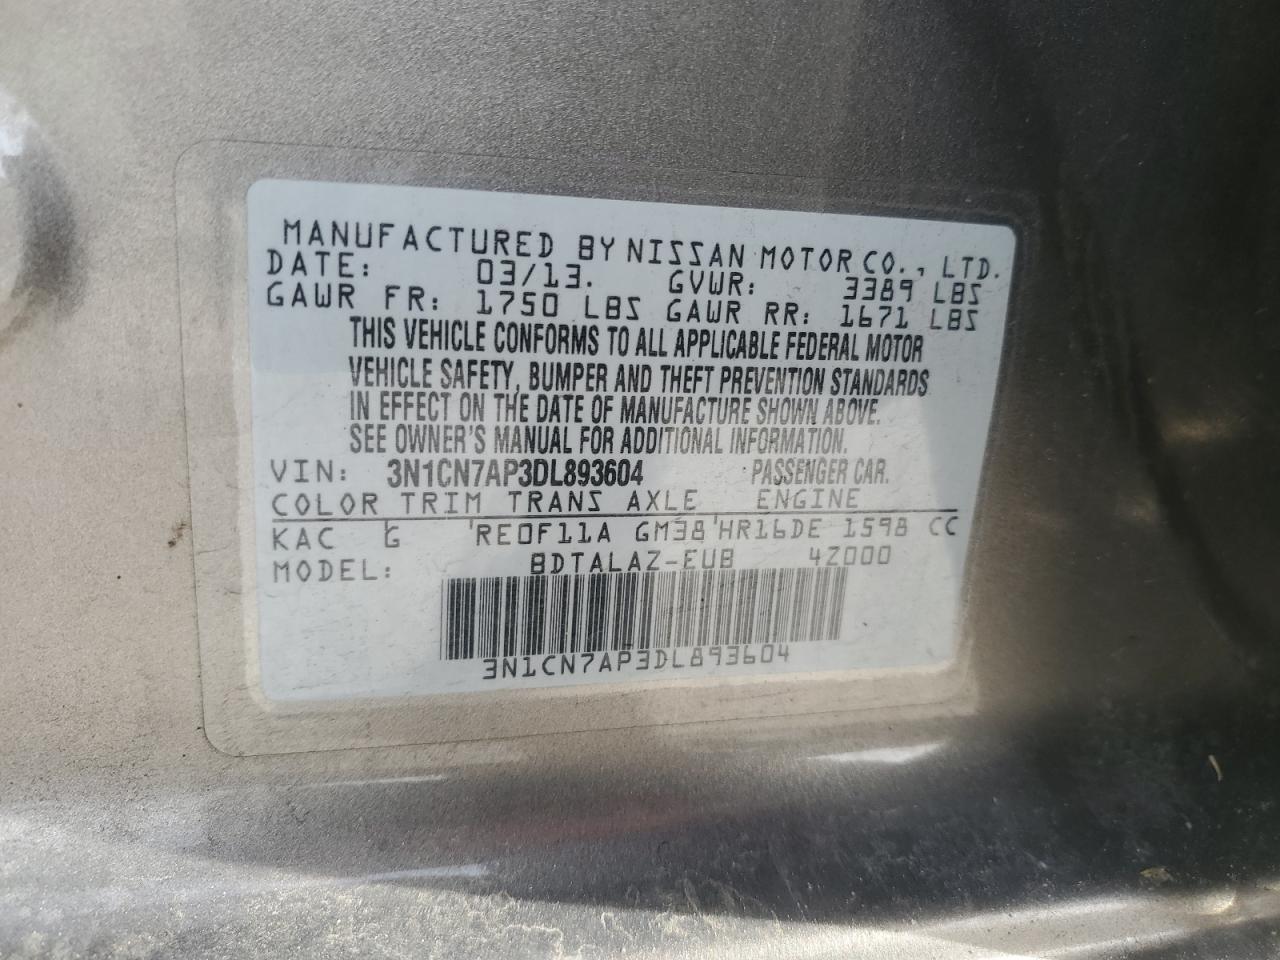 MANUFACTURED BY NISSAN MOTOR CO., LTD.
DATE: 03/13. GVWR: 3389 LBS
GAWR FR: 1750 LBS GAWR RR: 1671 LBS
THIS VEHICLE CONFORMS TO ALL APPLICABLE FEDERAL MOTOR
VEHICLE SAFETY, BUMPER AND THEFT PREVENTION STANDARDS
IN EFFECT ON THE DATE OF MANUFACTURE SHOWN ABOVE.
SEE OWNER'S MANUAL FOR ADDITIONAL INFORMATION.
VIN: 3N1CN7AP3DL893604 PASSENGER CAR.
COLOR TRIM TRANS AXLE ENGINE
KAC G RE0F11A GM38 HR16DE 1598 CC
MODEL: BDTALAZ-EUB 4Z000
3N1CN7AP3DL893604